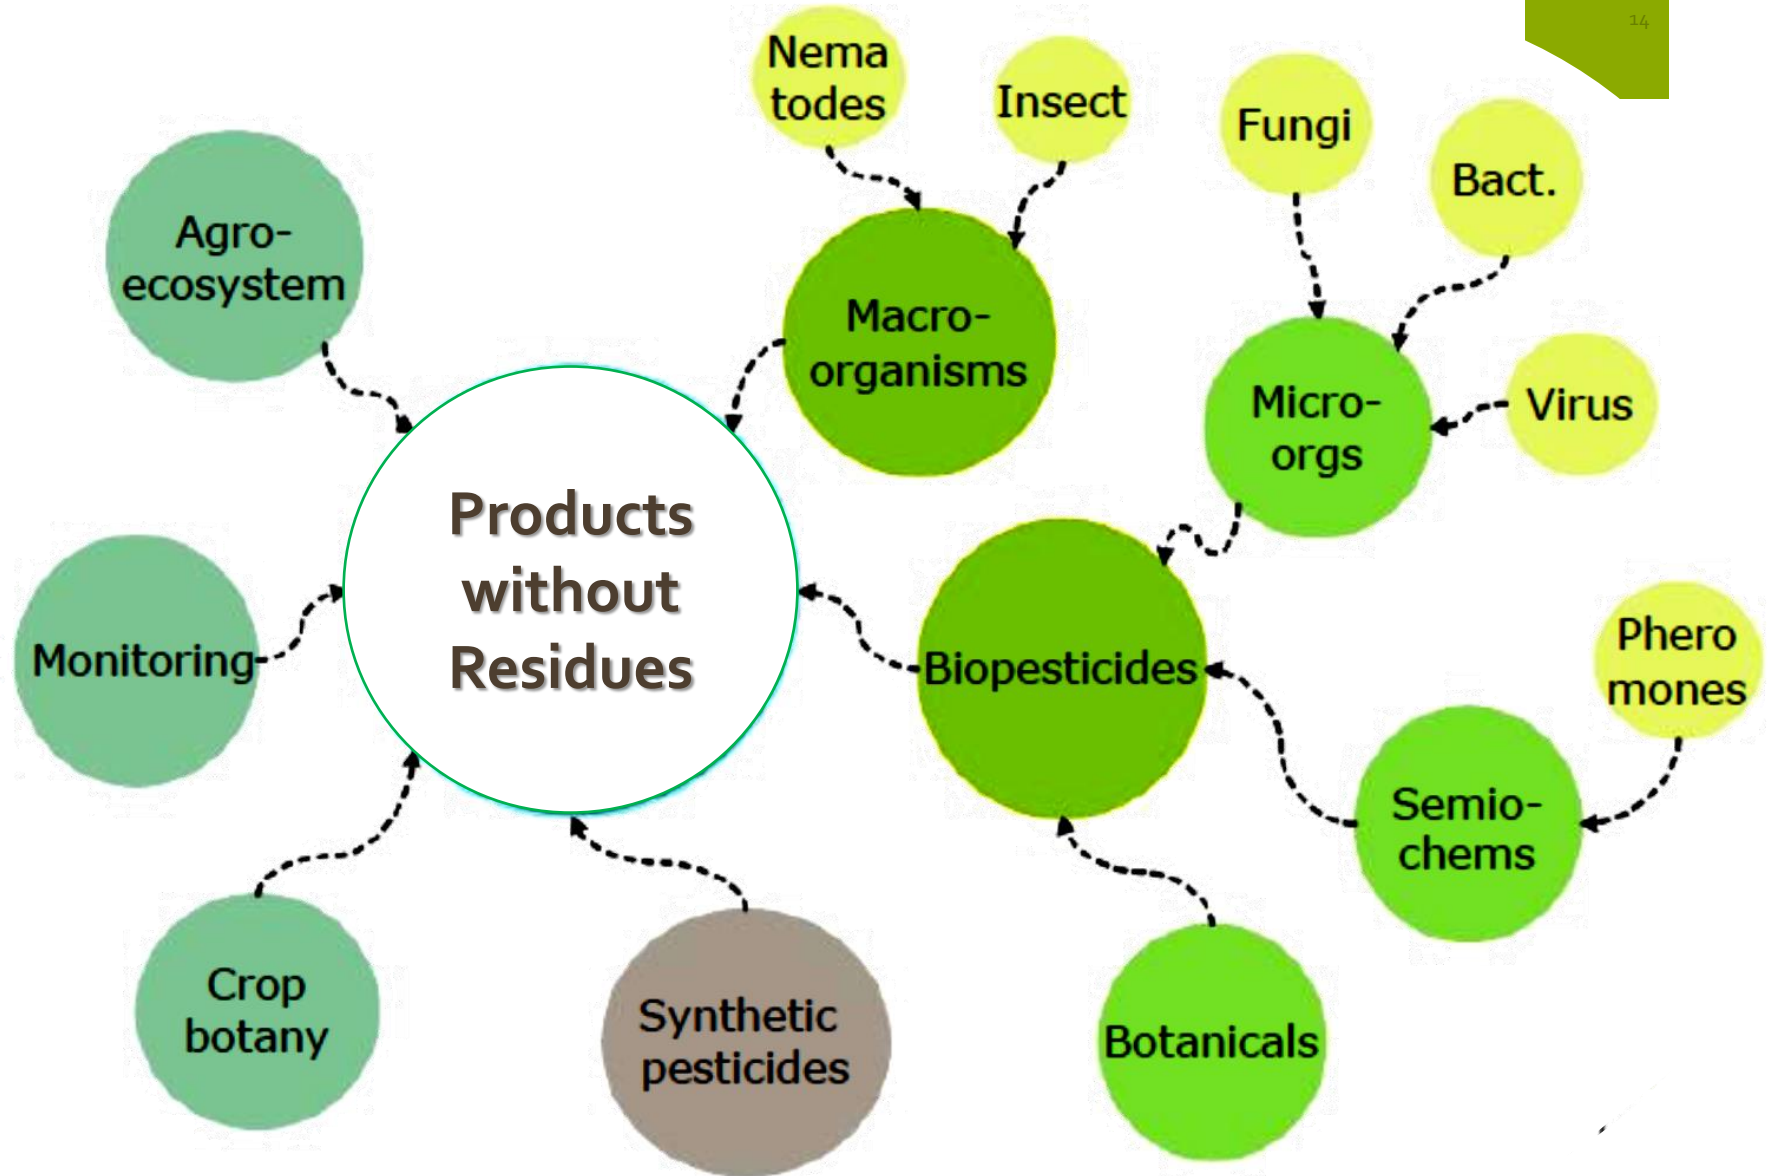 14
Nema
todes
Insect
Fungi
Bact.
Agro-
ecosystem
Macro-
organisms
Micro-
orgs
Virus
Products
without
Residues
Monitoring
Biopesticides
Phero
mones
Semio-
chems
Crop
botany
Synthetic
pesticides
Botanicals